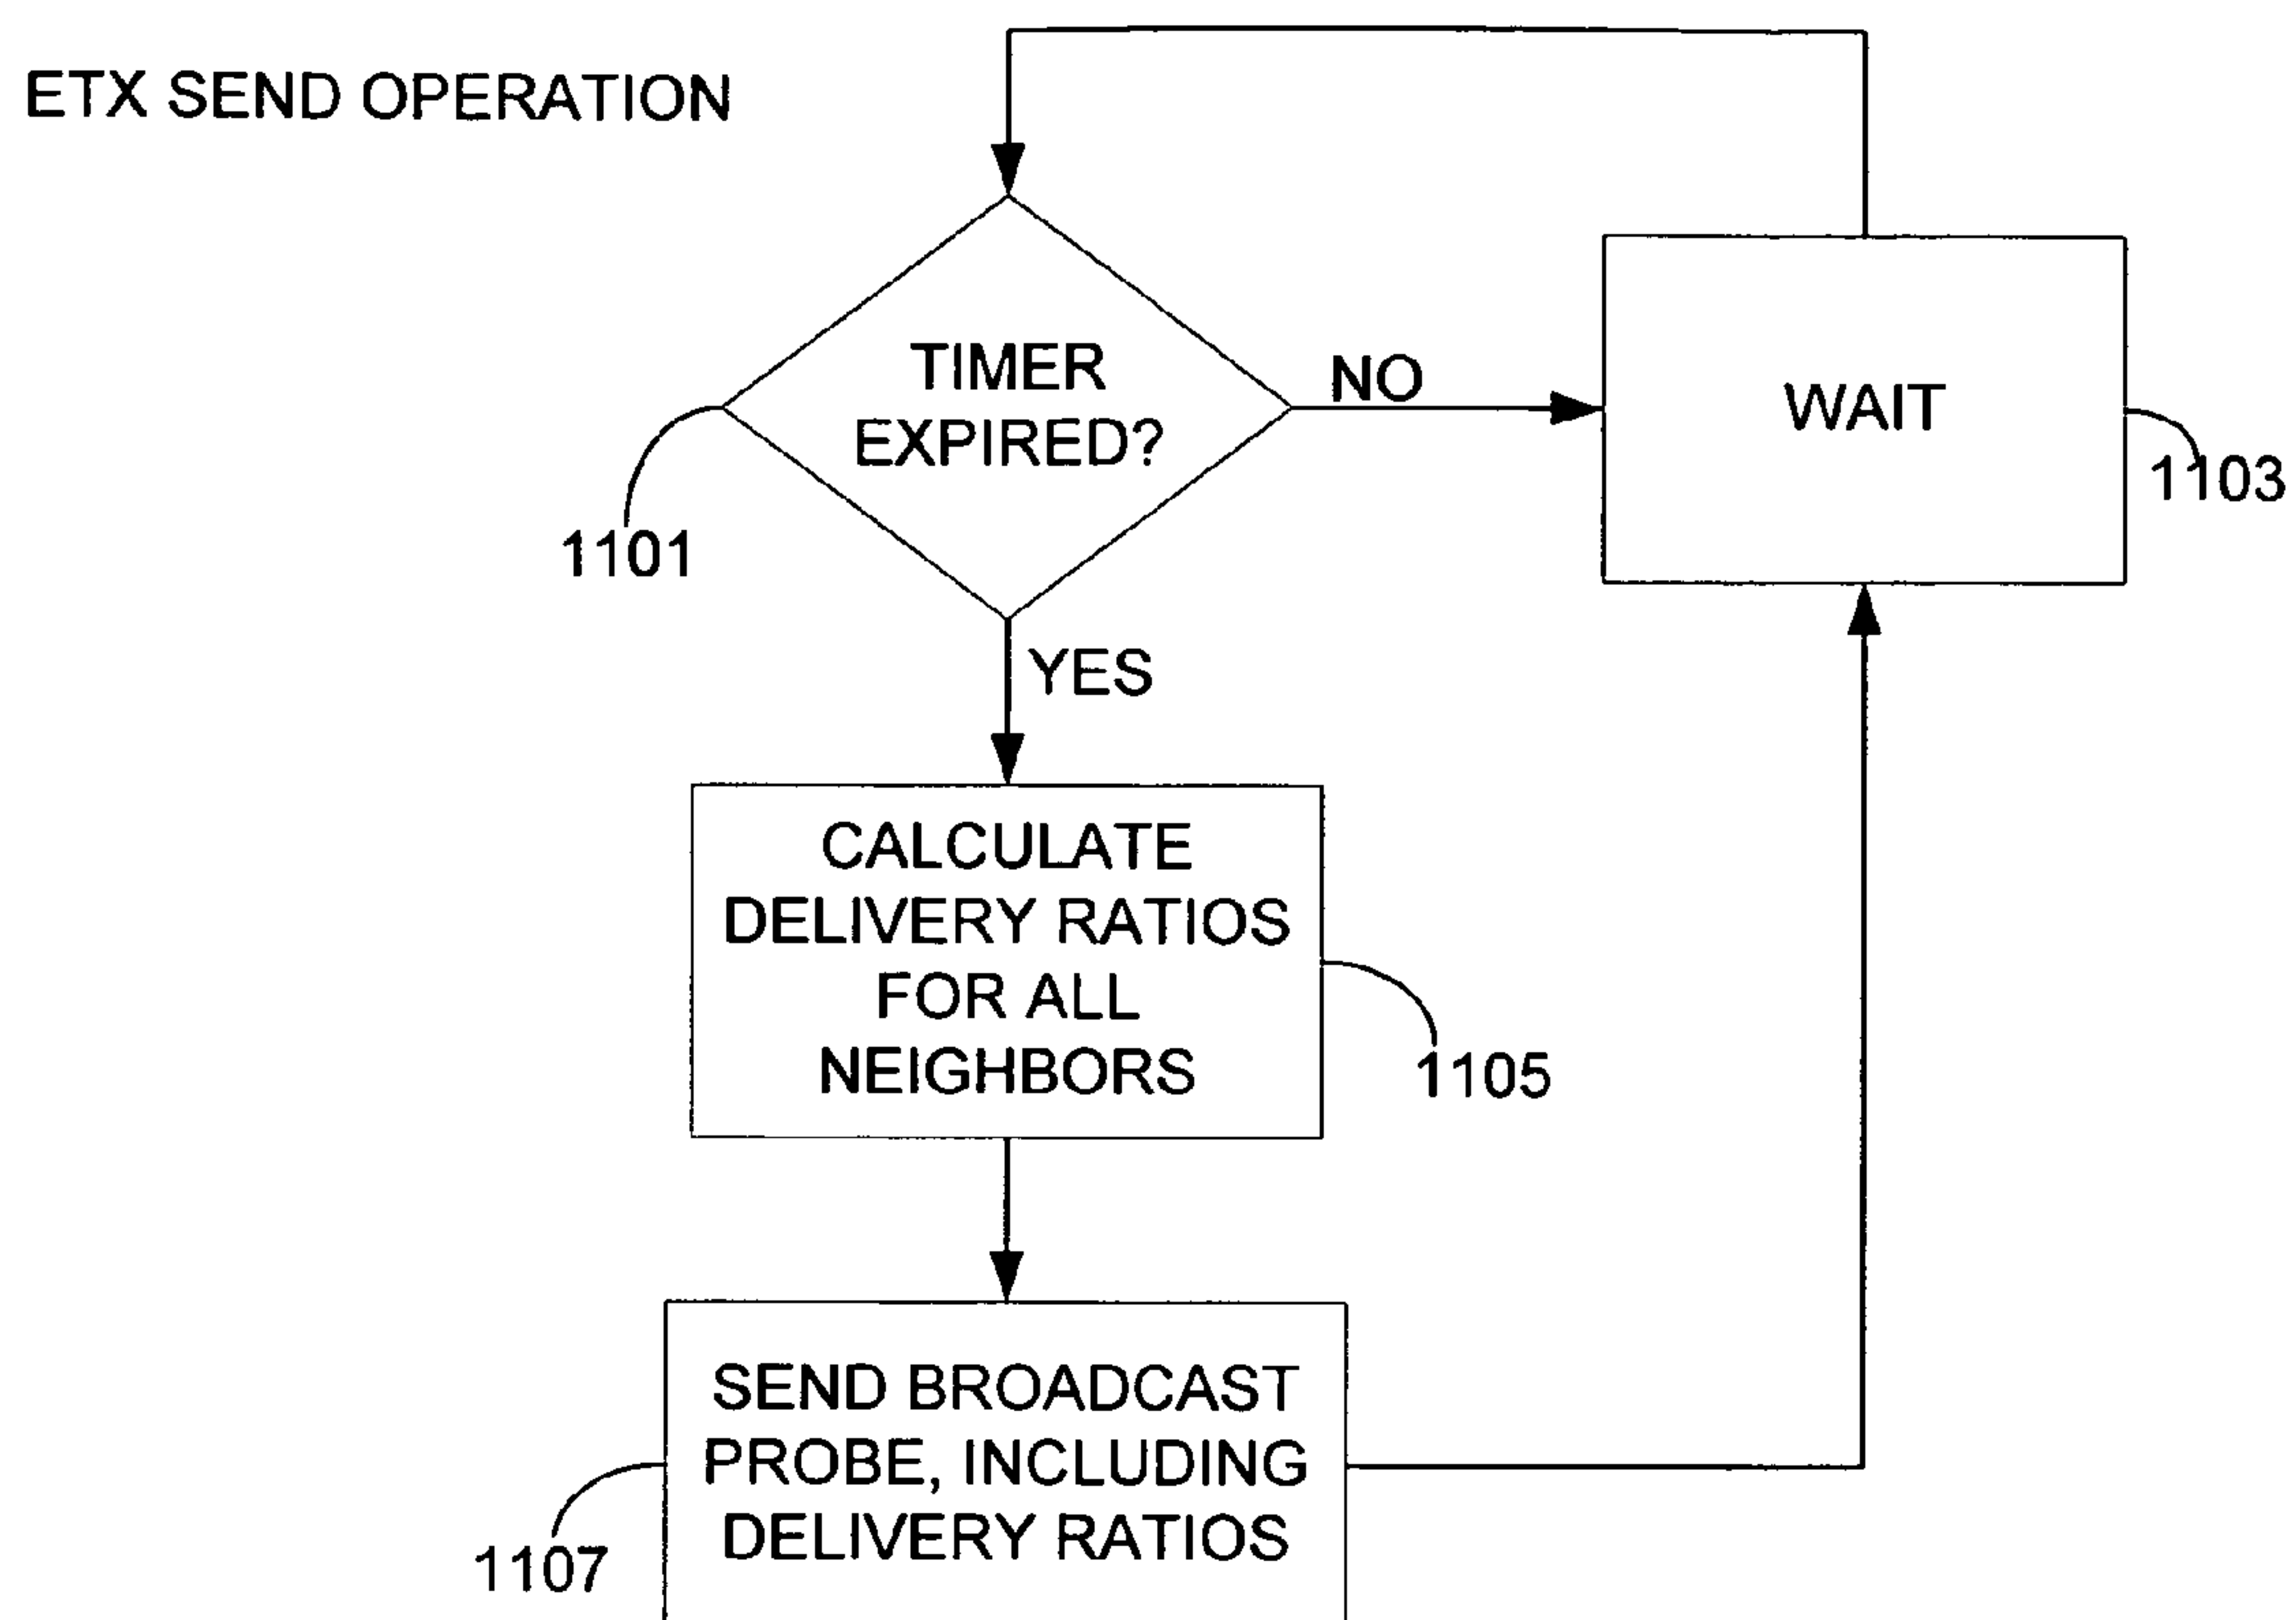 ETX SEND OPERATION
TIMER
EXPIRED?
NO
WAIT
1103
1101
YES
CALCULATE
DELIVERY RATIOS
FOR ALL
NEIGHBORS
1105
SEND BROADCAST
PROBE, INCLUDING
DELIVERY RATIOS
1107